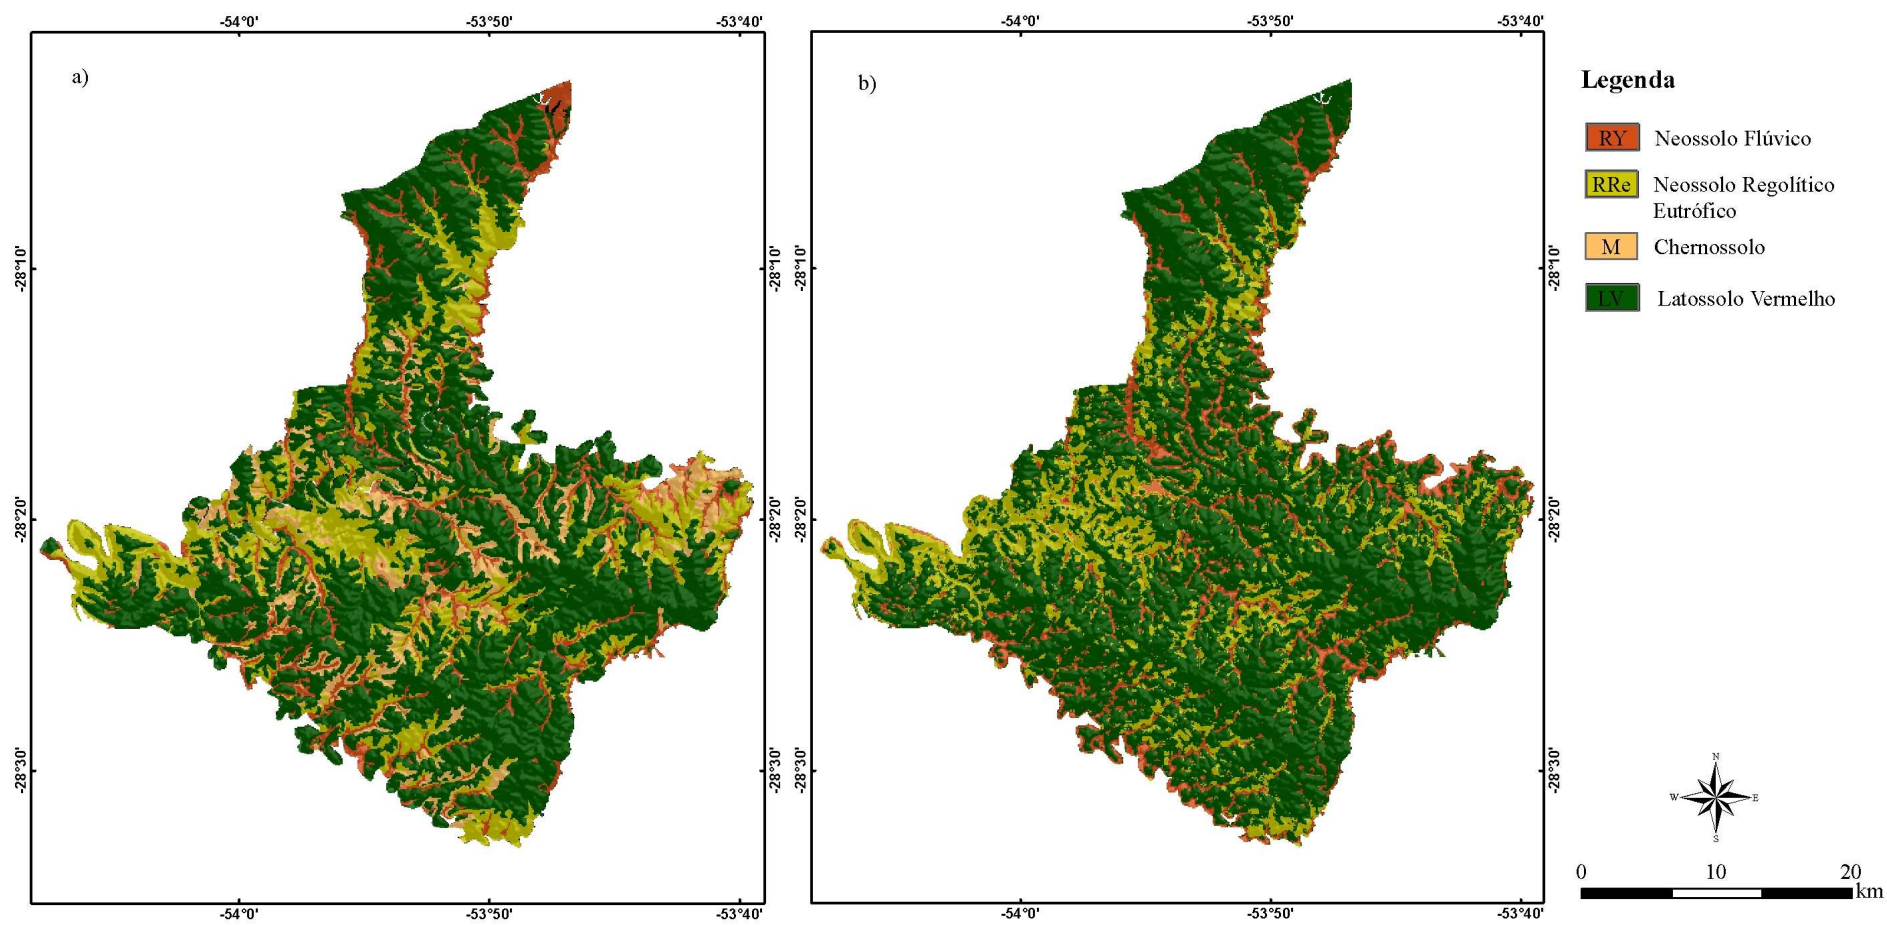 -54°0'
-53°50'
-53°40'
-54°0'
-53°50'
-53°40'
a)
b)
Legenda
RY Neossolo Flúvico
RRe Neossolo Regolítico
Eutrófico
M Chernossolo
LV Latossolo Vermelho
-28°10'
-28°10'
-28°10'
-28°20'
-28°20'
-28°20'
-28°30'
-28°30'
-28°30'
N
W
E
S
0 10 20
km
-54°0'
-53°50'
-53°40'
-54°0'
-53°50'
-53°40'